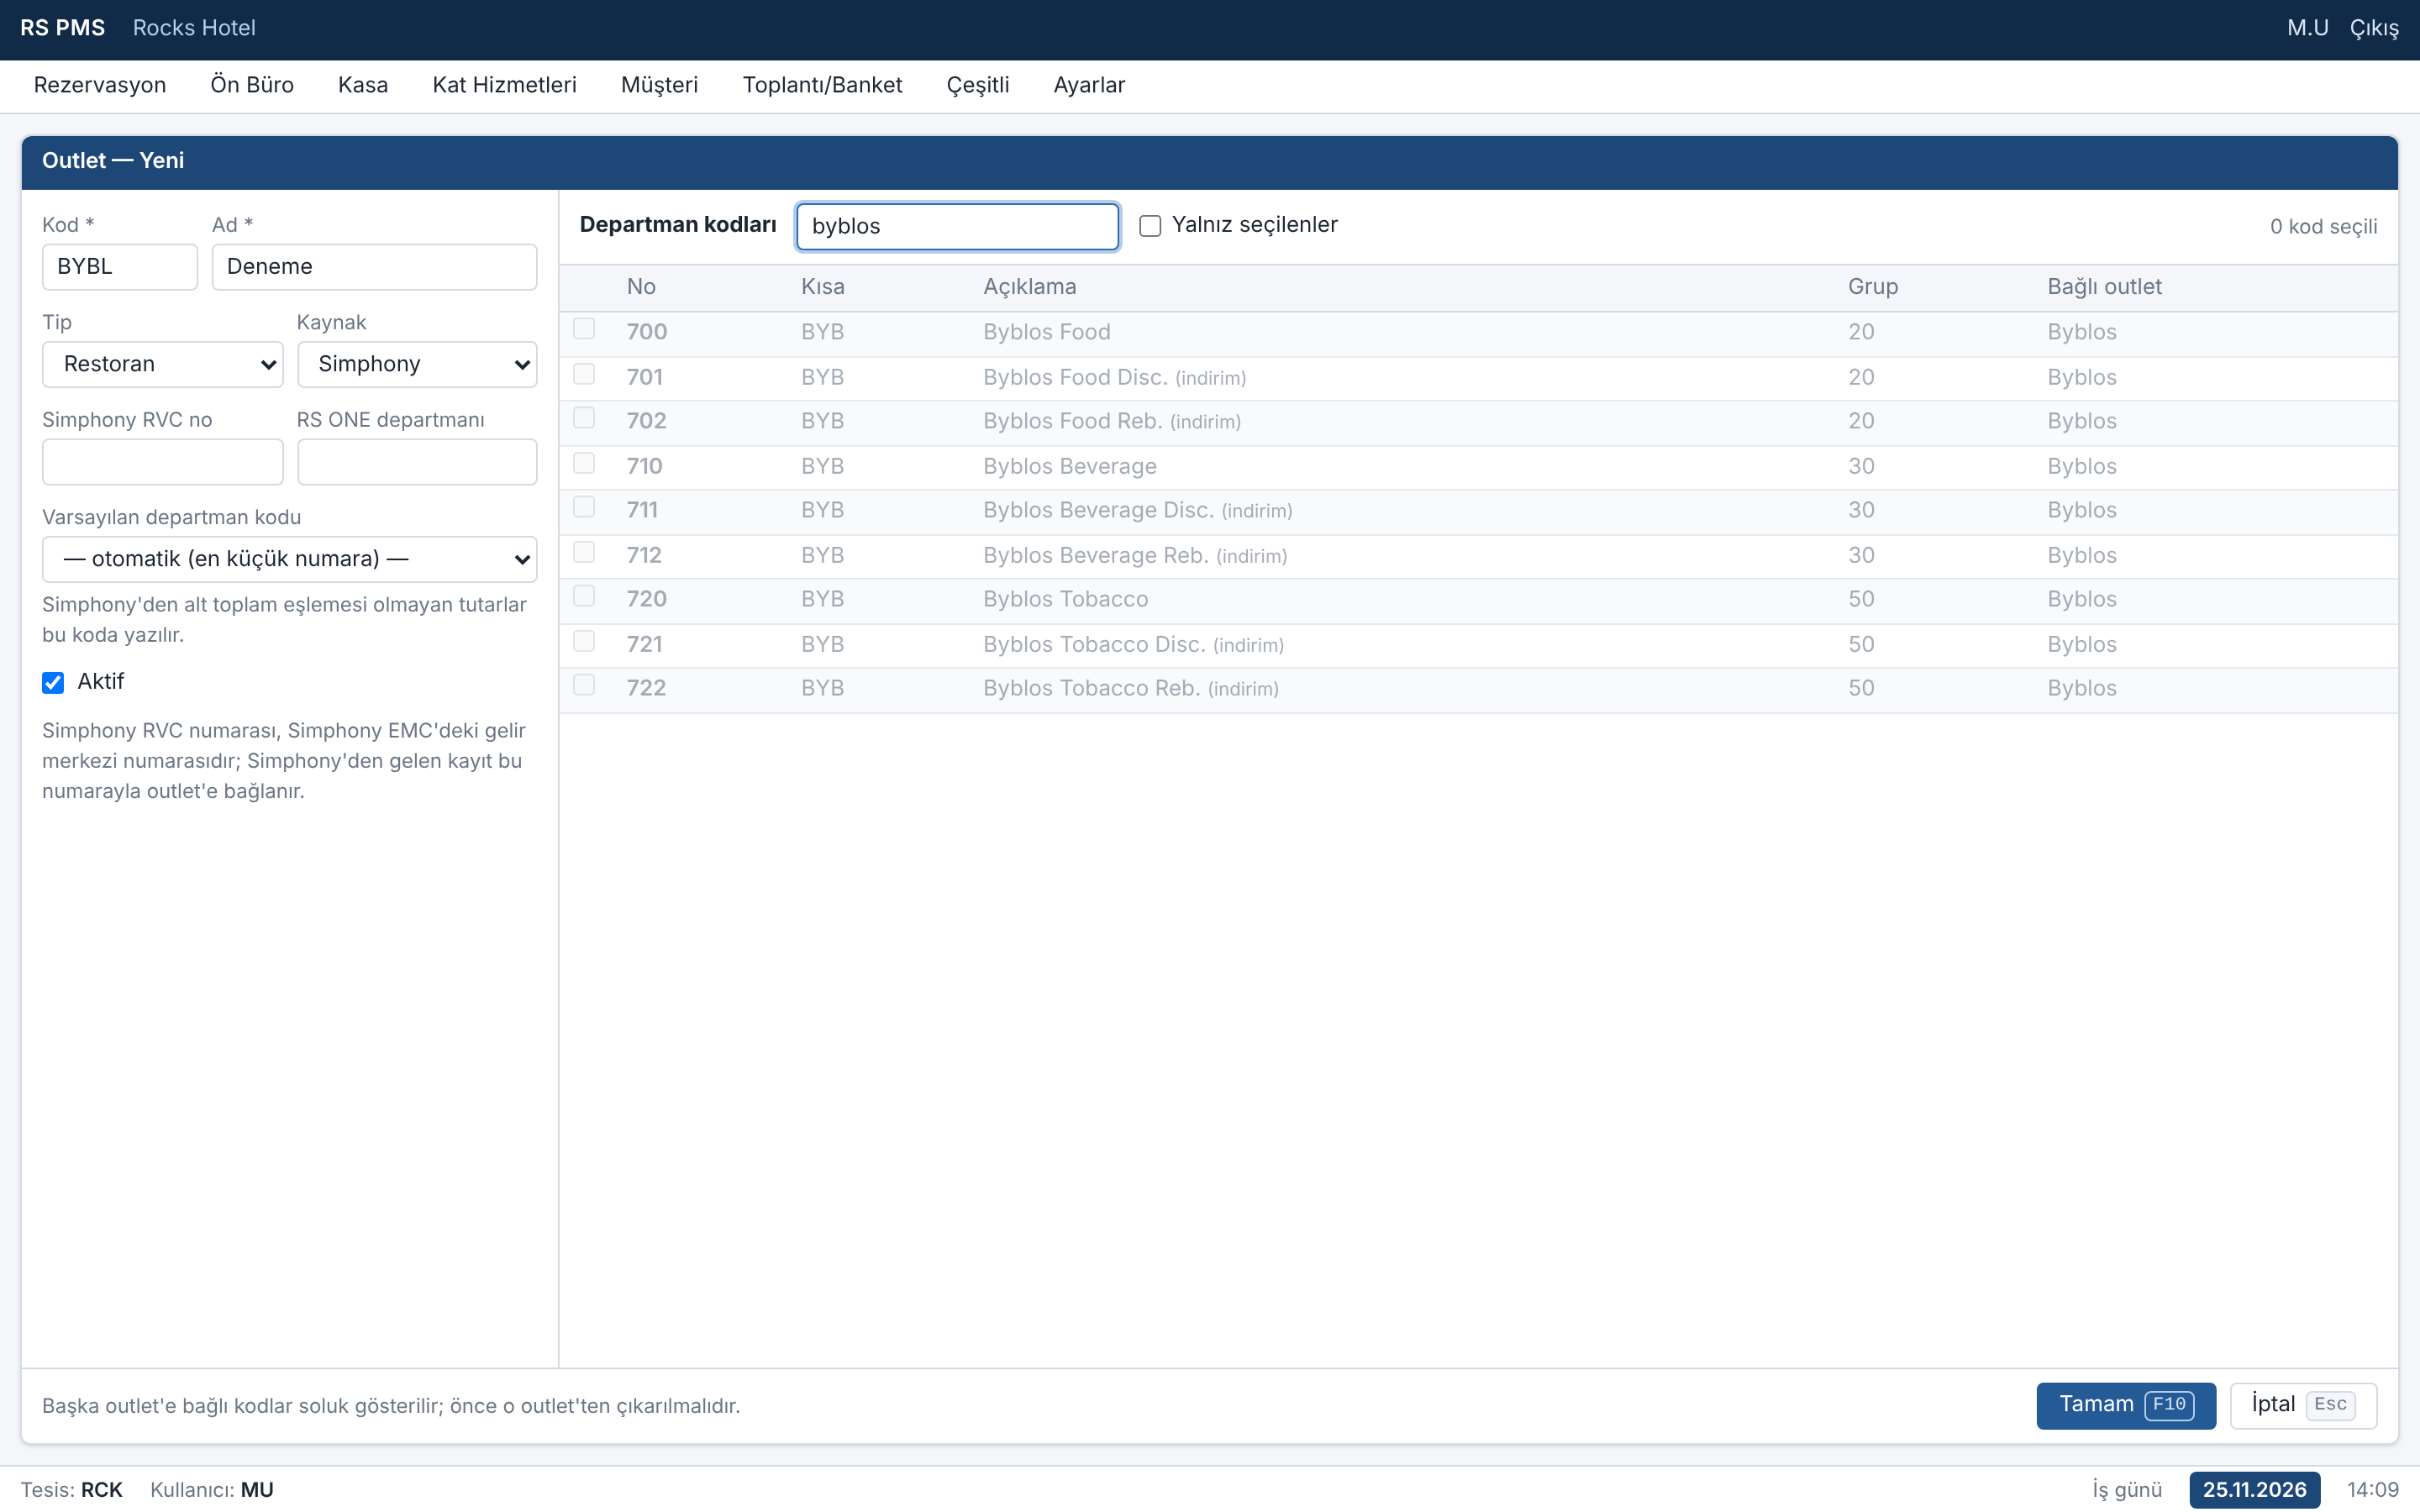 RS PMS Rocks Hotel M.U Çıkış
Rezervasyon Ön Büro Kasa Kat Hizmetleri Müşteri Toplantı/Banket Çeşitli Ayarlar
Outlet — Yeni
Kod * Ad *
BYBL Deneme
Tip Kaynak
Restoran Simphony
Simphony RVC no RS ONE departmanı
Varsayılan departman kodu
— otomatik (en küçük numara) —
Simphony'den alt toplam eşlemesi olmayan tutarlar
bu koda yazılır.
Aktif
Simphony RVC numarası, Simphony EMC'deki gelir
merkezi numarasıdır; Simphony'den gelen kayıt bu
numarayla outlet'e bağlanır.
Departman kodları byblos Yalnız seçilenler 0 kod seçili
No Kısa Açıklama Grup Bağlı outlet
700 BYB Byblos Food 20 Byblos
701 BYB Byblos Food Disc. (indirim) 20 Byblos
702 BYB Byblos Food Reb. (indirim) 20 Byblos
710 BYB Byblos Beverage 30 Byblos
711 BYB Byblos Beverage Disc. (indirim) 30 Byblos
712 BYB Byblos Beverage Reb. (indirim) 30 Byblos
720 BYB Byblos Tobacco 50 Byblos
721 BYB Byblos Tobacco Disc. (indirim) 50 Byblos
722 BYB Byblos Tobacco Reb. (indirim) 50 Byblos
Başka outlet'e bağlı kodlar soluk gösterilir; önce o outlet'ten çıkarılmalıdır. Tamam F10 İptal Esc
Tesis: RCK Kullanıcı: MU İş günü 25.11.2026 14:09